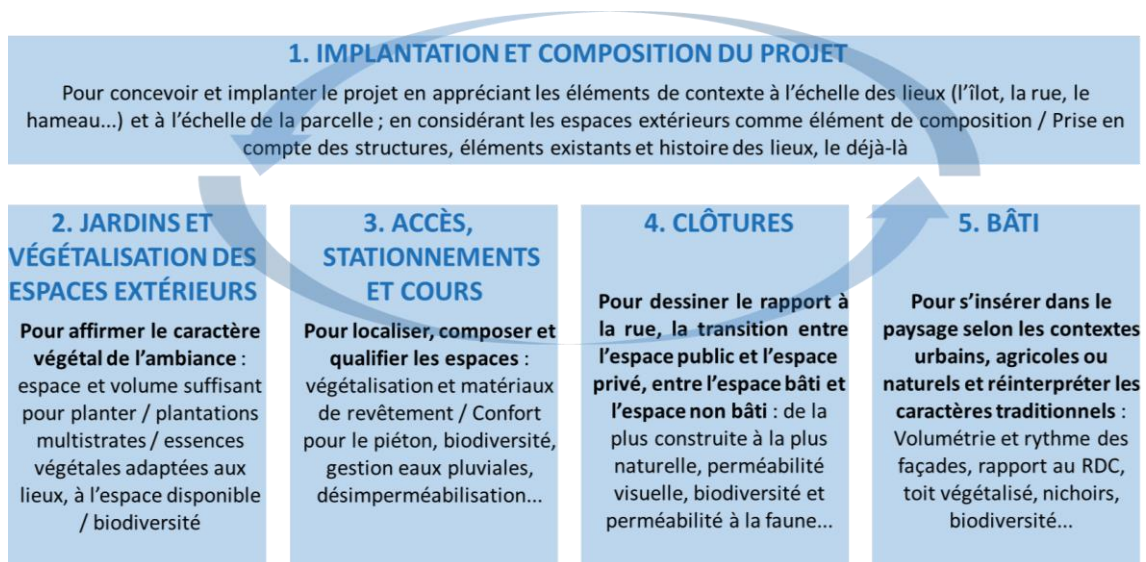 1. IMPLANTATION ET COMPOSITION DU PROJET
Pour concevoir et implanter le projet en appréciant les éléments de contexte à l’échelle des lieux (l’îlot, la rue, le
hameau...) et à l’échelle de la parcelle ; en considérant les espaces extérieurs comme élément de composition / Prise en
compte des structures, éléments existants et histoire des lieux, le déjà-là
2. JARDINS ET
VÉGÉTALISATION DES
ESPACES EXTÉRIEURS
Pour affirmer le caractère
végétal de l’ambiance :
espace et volume suffisant
pour planter / plantations
multistrates / essences
végétales adaptées aux
lieux, à l’espace disponible
/ biodiversité
3. ACCÈS,
STATIONNEMENTS
ET COURS
Pour localiser, composer et
qualifier les espaces :
végétalisation et matériaux
de revêtement / Confort
pour le piéton, biodiversité,
gestion eaux pluviales,
désimperméabilisation...
4. CLÔTURES
Pour dessiner le rapport à
la rue, la transition entre
l’espace public et l’espace
privé, entre l’espace bâti et
l’espace non bâti : de la
plus construite à la plus
naturelle, perméabilité
visuelle, biodiversité et
perméabilité à la faune...
5. BÂTI
Pour s’insérer dans le
paysage selon les contextes
urbains, agricoles ou
naturels et réinterpréter les
caractères traditionnels :
Volumétrie et rythme des
façades, rapport au RDC,
toit végétalisé, nichoirs,
biodiversité...